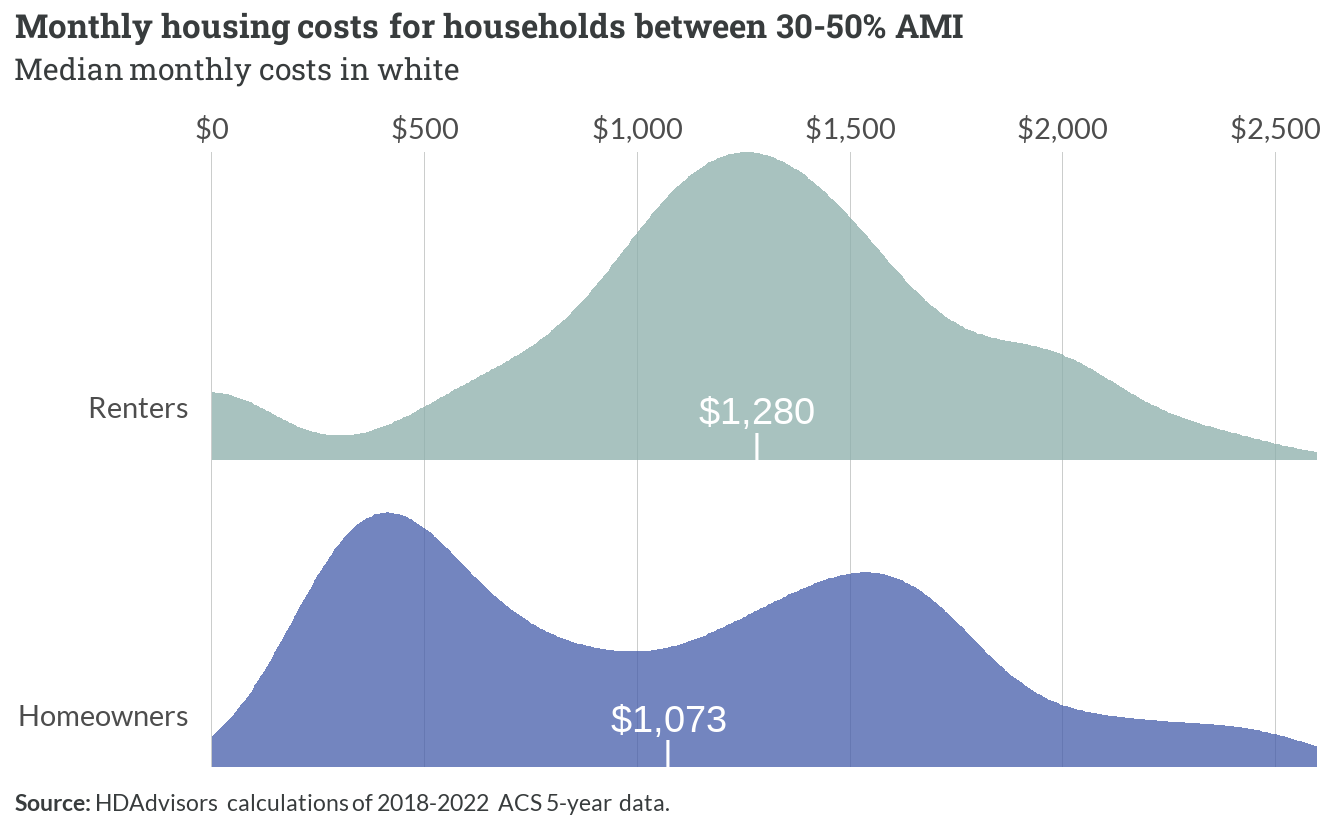 Monthly housing costs for households between 30-50% AMI
Median monthly costs in white
$0 $500 $1,000 $1,500 $2,000 $2,500
Renters
$1,280
Homeowners
$1,073
Source: HDAdvisors calculations of 2018-2022 ACS 5-year data.